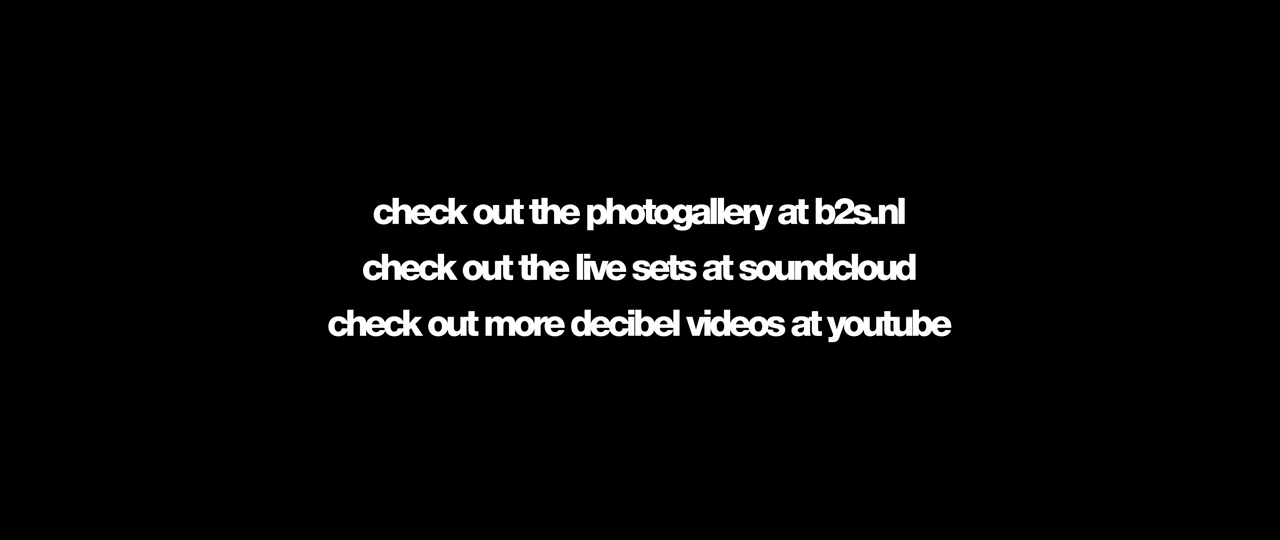 check out the photogallery at b2s.nl
check out the live sets at soundcloud
check out more decibel videos at youtube